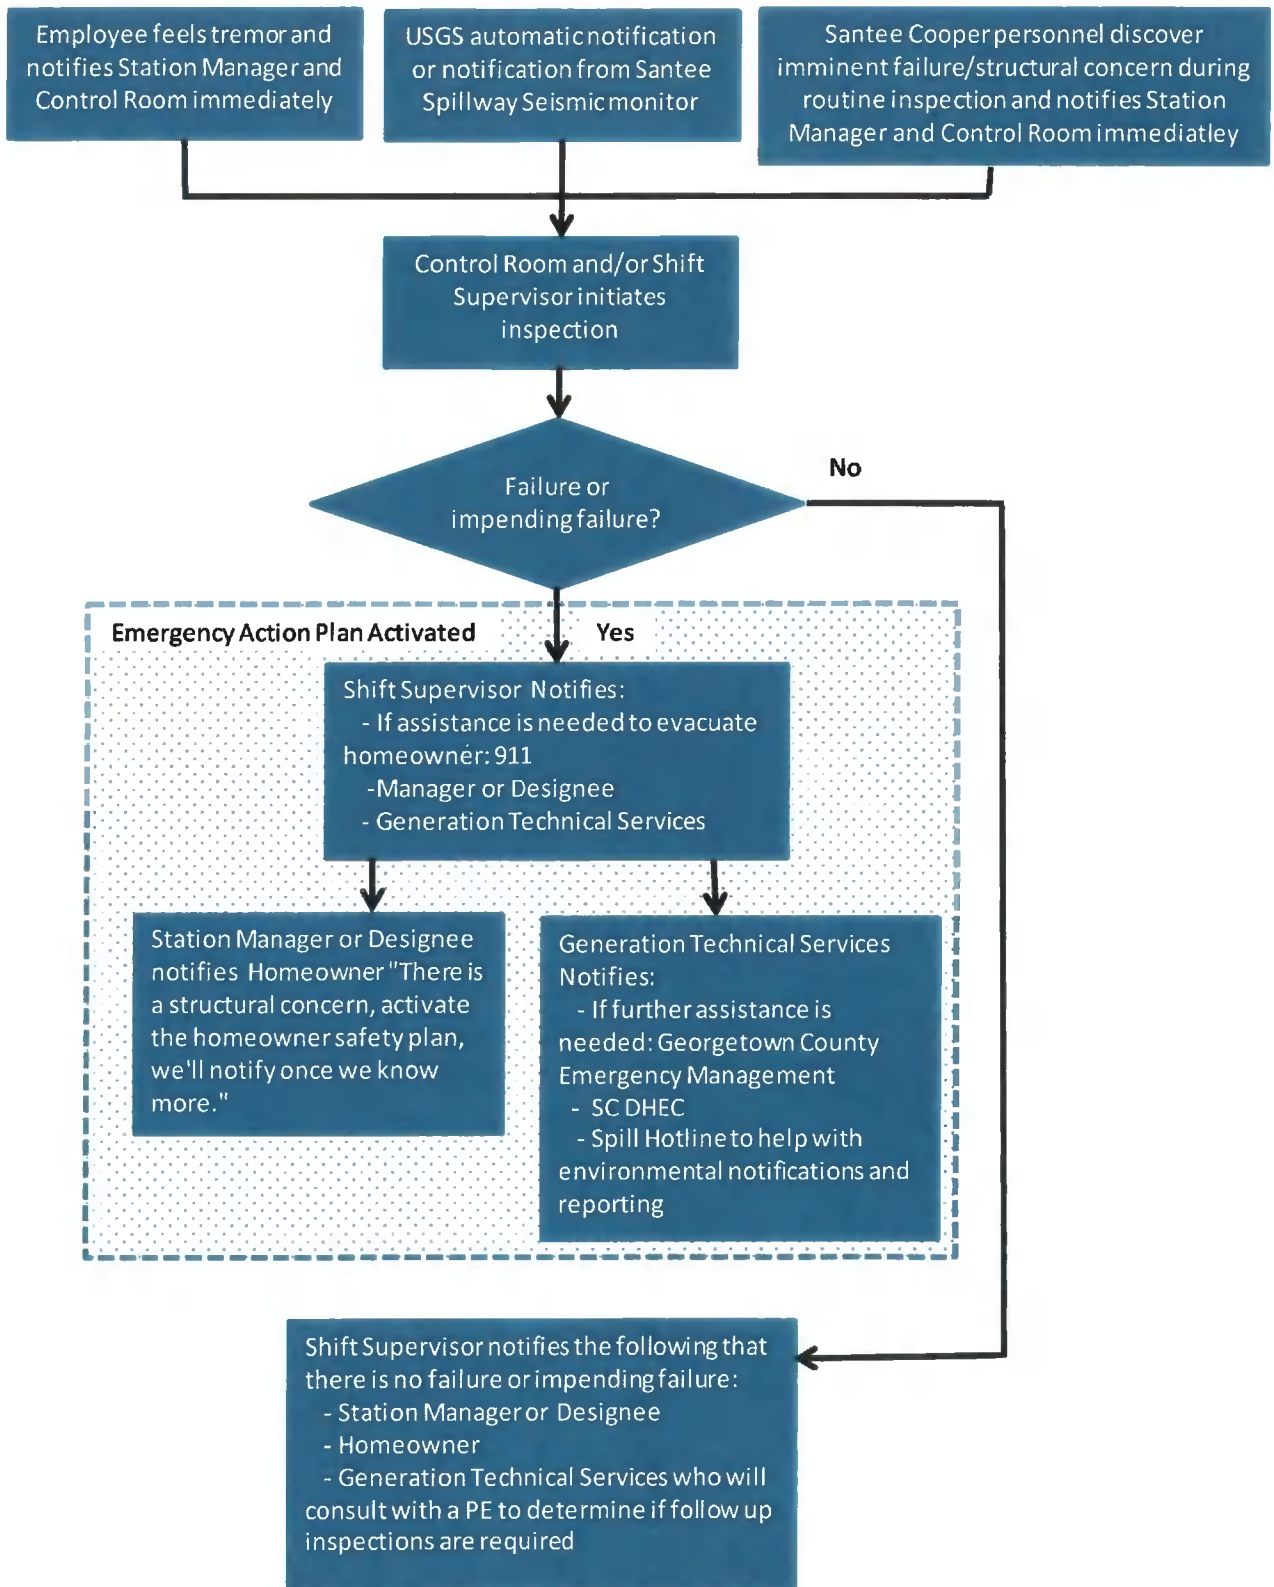 Employee feels tremor and
notifies Station Manager and
Control Room immediately
USGS automatic notification
or notification from Santee
Spillway Seismic monitor
Santee Cooper personnel discover
imminent failure/structural concern during
routine inspection and notifies Station
Manager and Control Room immediatley
Control Room and/or Shift
Supervisor initiates
inspection
Failure or
impending failure?
No
Emergency Action Plan Activated
Yes
Shift Supervisor Notifies:
- If assistance is needed to evacuate
homeowner: 911
-Manager or Designee
- Generation Technical Services
Station Manager or Designee
notifies Homeowner "There is
a structural concern, activate
the homeowner safety plan,
we'll notify once we know
more."
Generation Technical Services
Notifies:
- If further assistance is
needed: Georgetown County
Emergency Management
- SC DHEC
- Spill Hotline to help with
environmental notifications and
reporting
Shift Supervisor notifies the following that
there is no failure or impending failure:
- Station Manager or Designee
- Homeowner
- Generation Technical Services who will
consult with a PE to determine if follow up
inspections are required